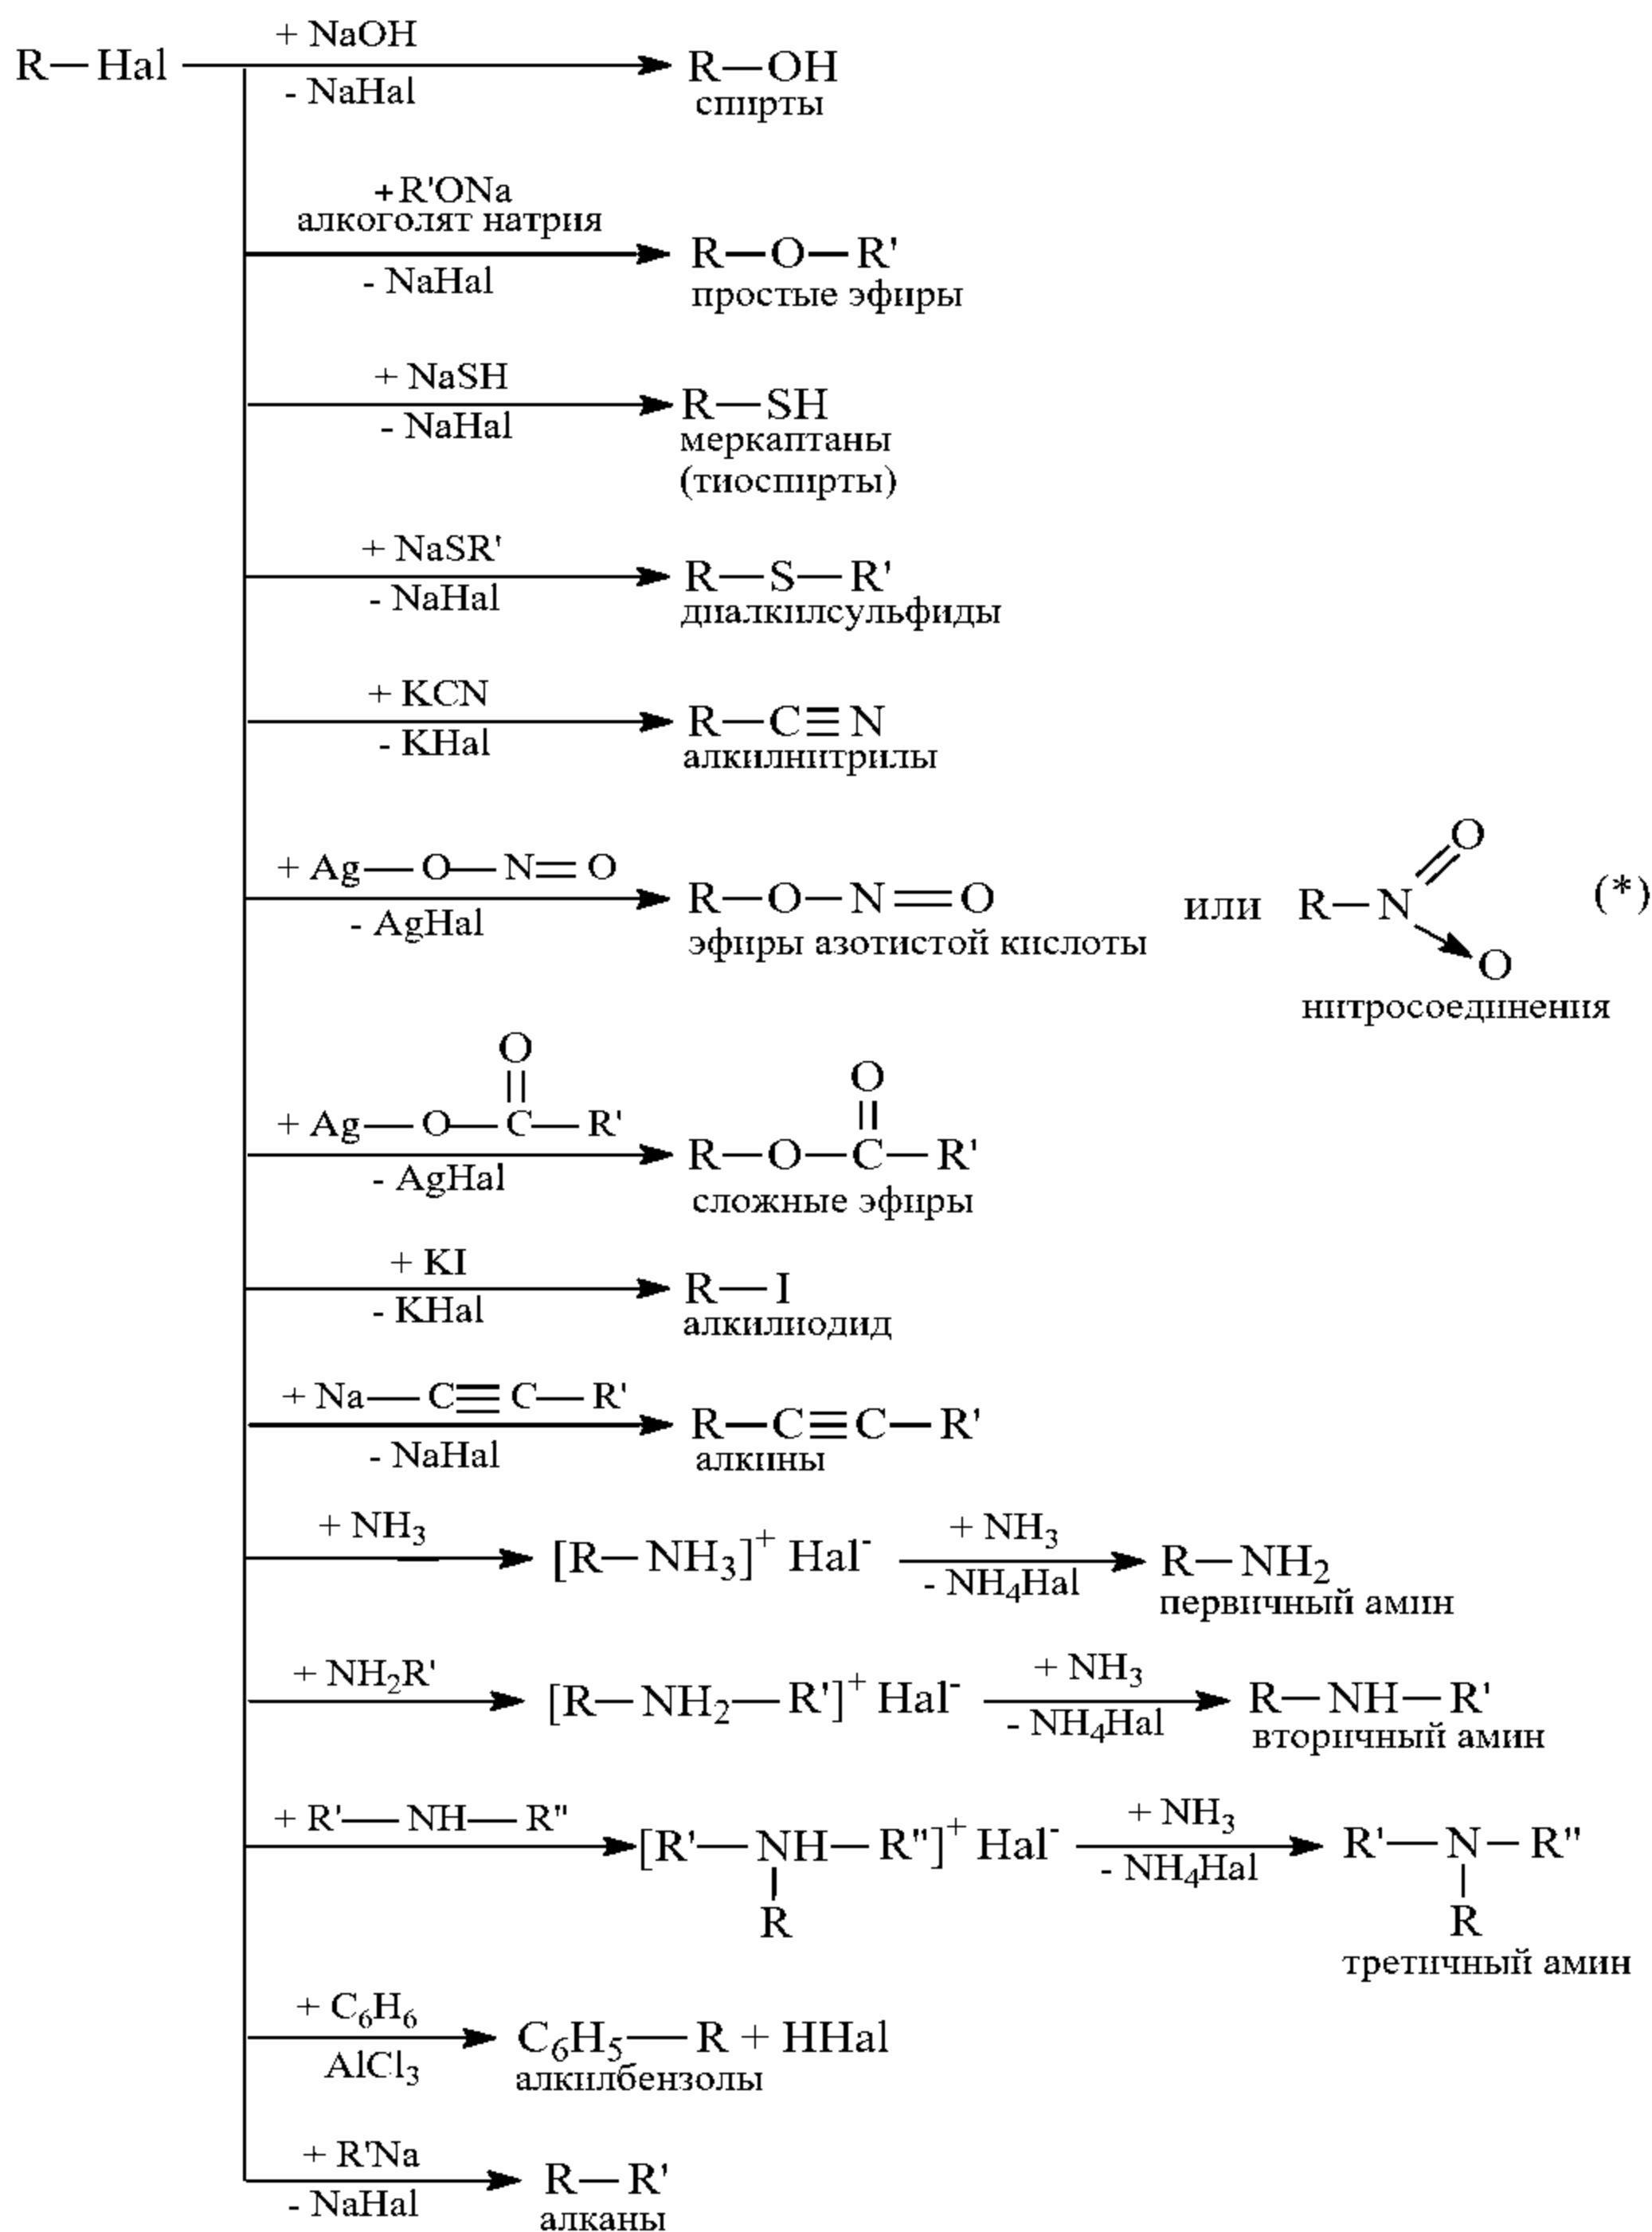 R—Hal
+ NaOH
- NaHal
R—OH
спирты
+R'ONa
алкоголят натрия
- NaHal
R—O—R'
простые эфиры
+ NaSH
- NaHal
R—SH
меркаптаны
(тиоспирты)
+ NaSR'
- NaHal
R—S—R'
диалкилсульфиды
+ KCN
- KHal
R—C≡N
алкилнитрилы
+ Ag—O—N=O
- AgHal
R—O—N=O
эфиры азотистой кислоты
или
O
R—N
O
(*)
нитросоединения
O
+ Ag—O—C—R'
- AgHal
O
R—O—C—R'
сложные эфиры
+ KI
- KHal
R—I
алкилиодид
+ Na—C≡C—R'
- NaHal
R—C≡C—R'
алкины
+ NH₃
[R—NH₃]⁺ Hal⁻
+ NH₃
- NH₄Hal
R—NH₂
первичный амин
+ NH₂R'
[R—NH₂—R']⁺ Hal⁻
+ NH₃
- NH₄Hal
R—NH—R'
вторичный амин
+ R'—NH—R"
[R'—NH—R"]⁺ Hal⁻
R
+ NH₃
- NH₄Hal
R'—N—R"
R
третичный амин
+ C₆H₆
AlCl₃
C₆H₅—R + HHal
алкилбензолы
+ R'Na
- NaHal
R—R'
алканы